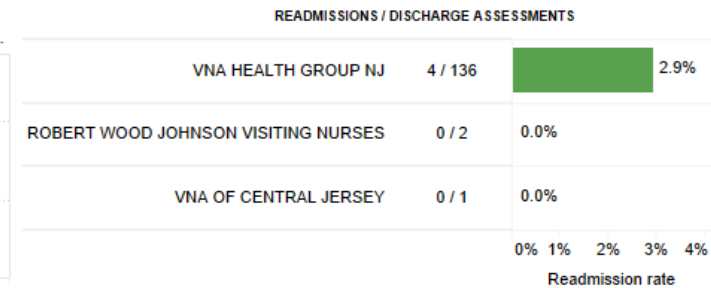 READMISSIONS / DISCHARGE ASSESSMENTS
VNA HEALTH GROUP NJ 4 / 136 2.9%
ROBERT WOOD JOHNSON VISITING NURSES 0 / 2 0.0%
VNA OF CENTRAL JERSEY 0 / 1 0.0%
0% 1% 2% 3% 4%
Readmission rate